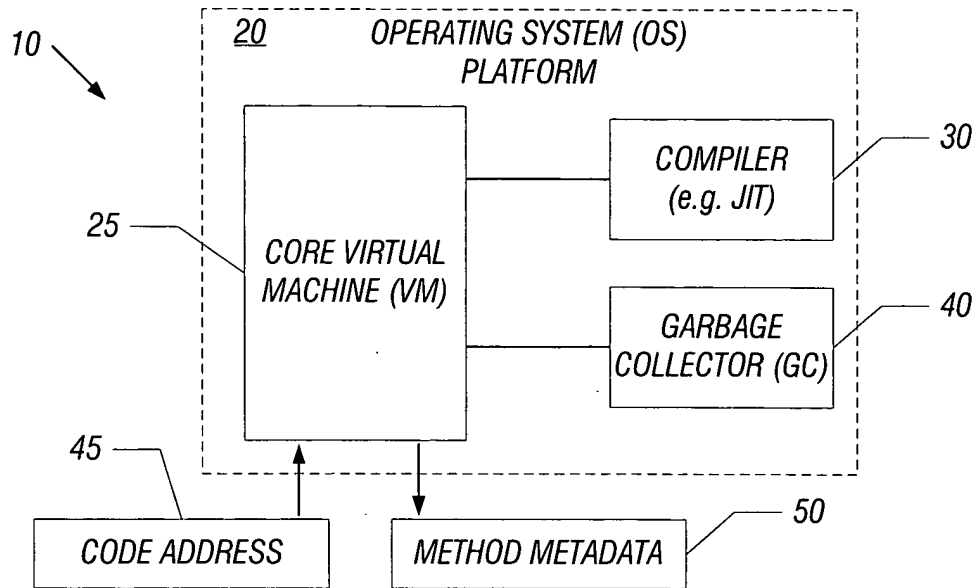 10
20
OPERATING SYSTEM (OS)
PLATFORM
COMPILER
(e.g. JIT)
30
25
CORE VIRTUAL
MACHINE (VM)
GARBAGE
COLLECTOR (GC)
40
45
CODE ADDRESS
METHOD METADATA
50